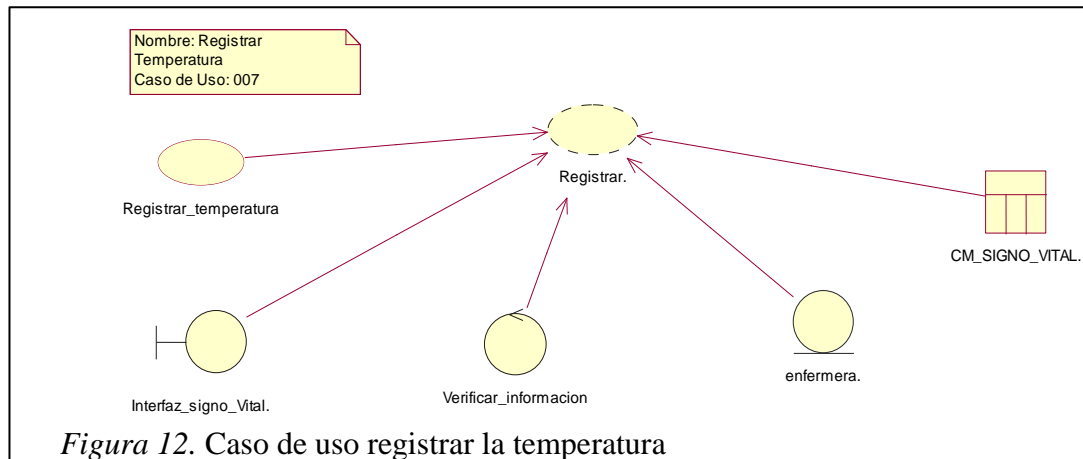 Nombre: Registrar
Temperatura
Caso de Uso: 007
Registrar.
Registrar_temperatura
CM_SIGNO_VITAL.
Interfaz_signo_Vital.
Verificar_informacion
enfermera.
Figura 12. Caso de uso registrar la temperatura